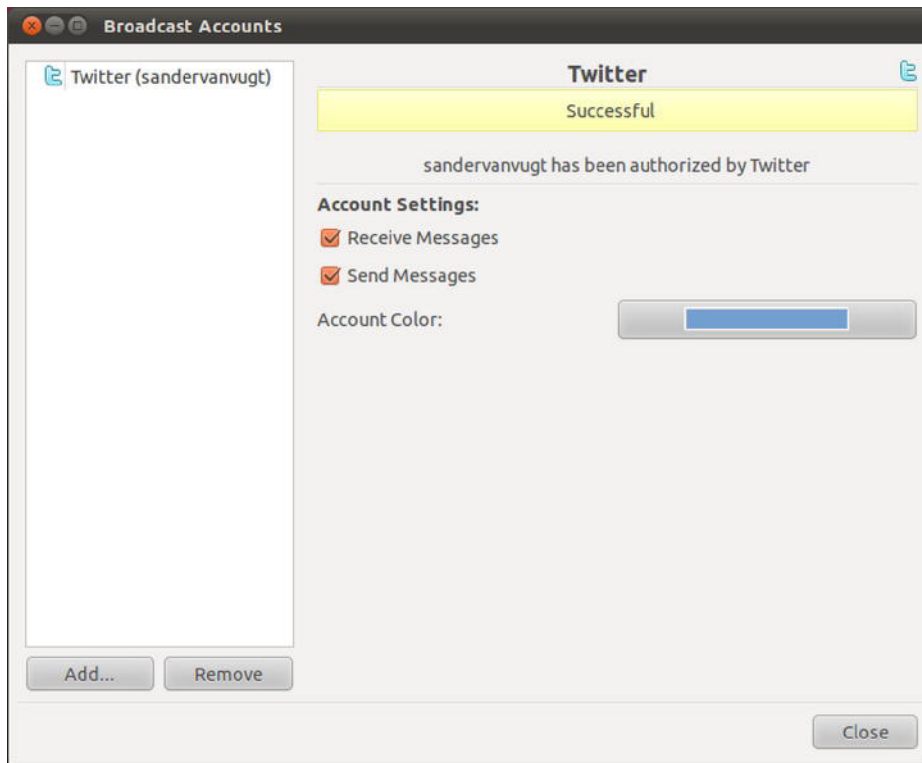 Broadcast Accounts
Twitter (sandervanvugt)
Twitter
Successful
sandervanvugt has been authorized by Twitter
Account Settings:
Receive Messages
Send Messages
Account Color:
Add...
Remove
Close